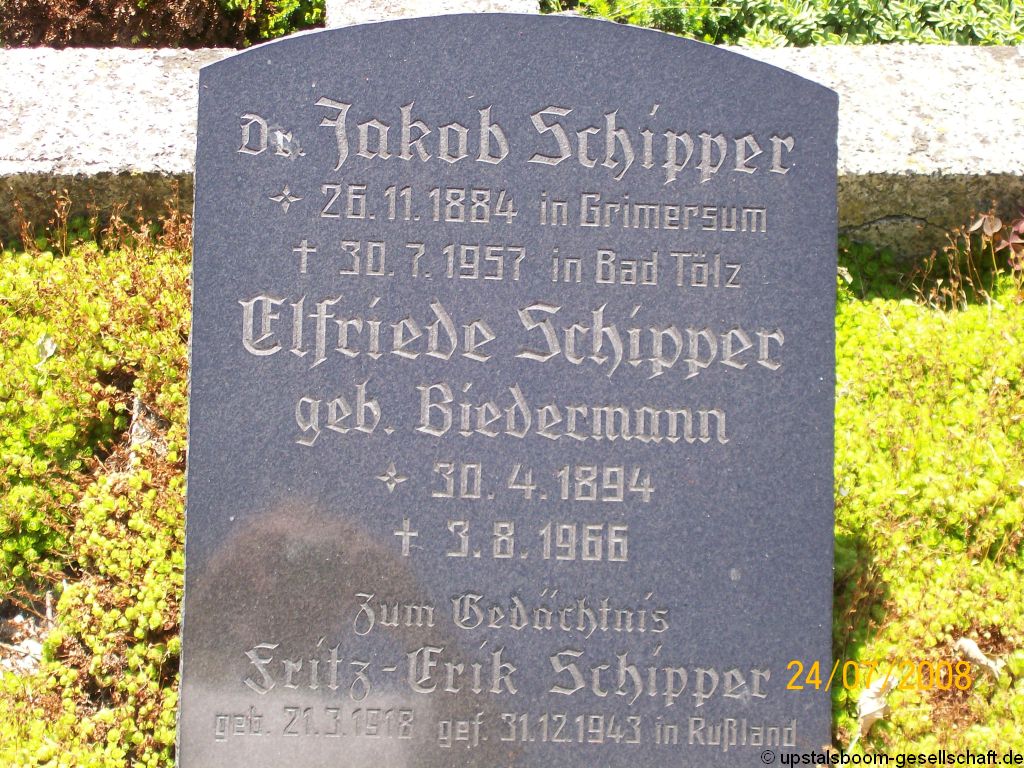 Dr. Jakob Schipper
✧ 26.11.1884 in Grimersum
† 30.7.1957 in Bad Tölz
Elfriede Schipper
geb. Biedermann
✧ 30.4.1894
† 3.8.1966
Zum Gedächtnis
Fritz-Erik Schipper
geb. 21.3.1918 gef. 31.12.1943 in Rußland
24/07/2008
© upstalsboom-gesellschaft.de